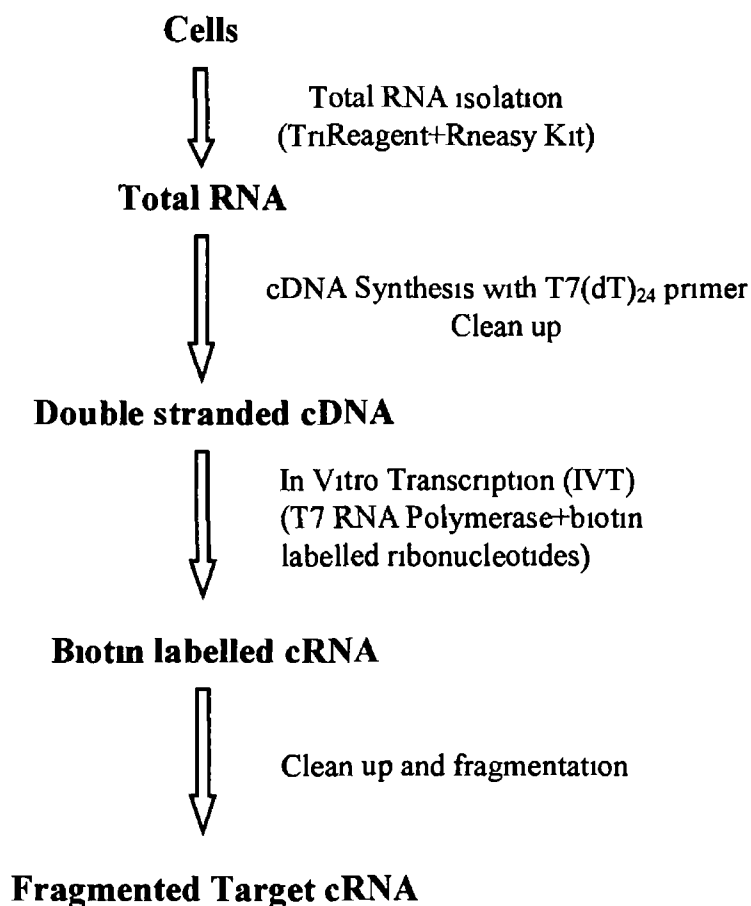 Cells
Total RNA isolation
(TriReagent+Rneasy Kit)
Total RNA
cDNA Synthesis with T7(dT)₂₄ primer
Clean up
Double stranded cDNA
In Vitro Transcription (IVT)
(T7 RNA Polymerase+biotin
labelled ribonucleotides)
Biotin labelled cRNA
Clean up and fragmentation
Fragmented Target cRNA